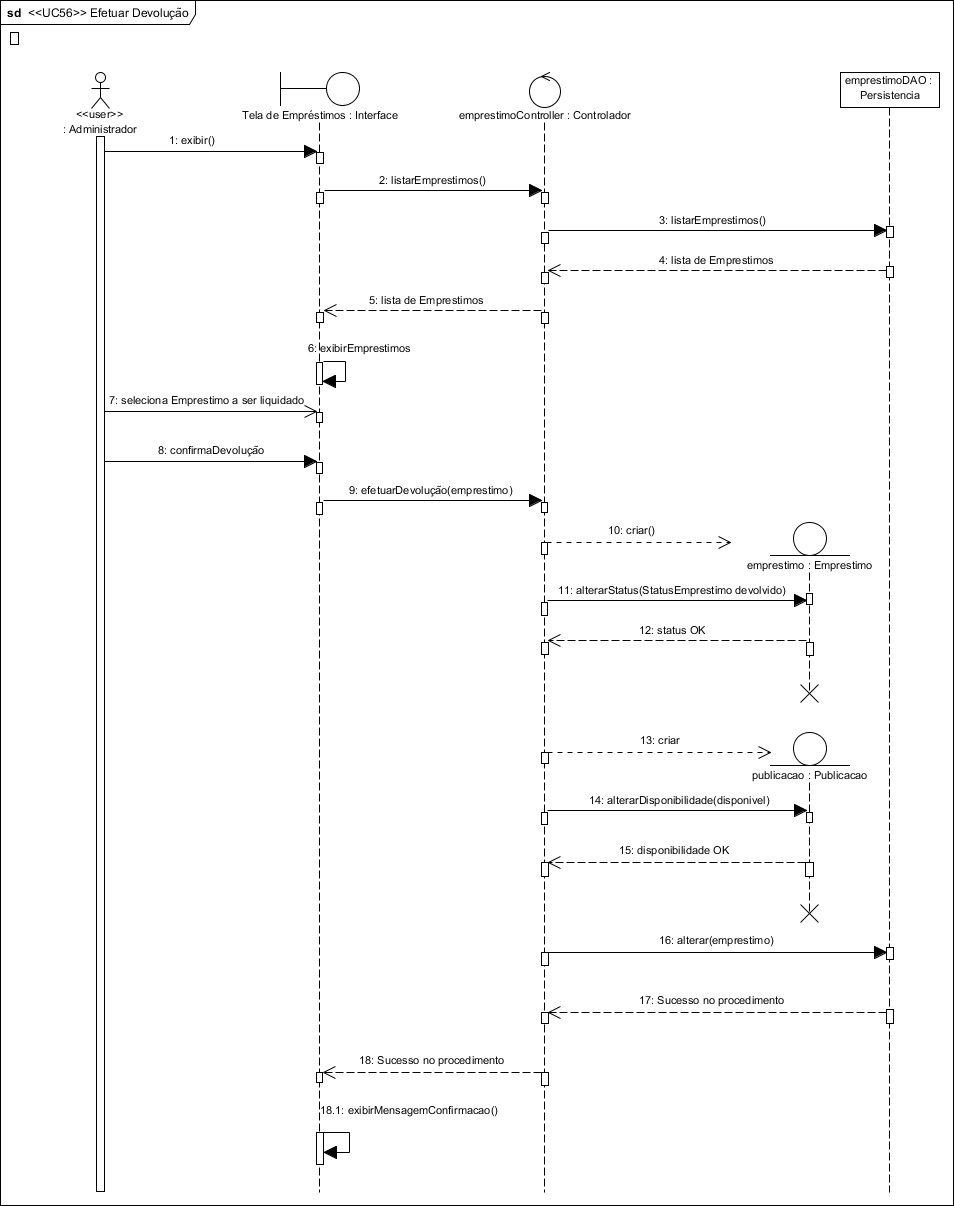 sd <<UC56>> Efetuar Devolução
<<user>>
: Administrador
Tela de Empréstimos : Interface
emprestimoController : Controlador
emprestimoDAO :
Persistencia
1: exibir()
2: listarEmprestimos()
3: listarEmprestimos()
4: lista de Emprestimos
5: lista de Emprestimos
6: exibirEmprestimos
7: seleciona Emprestimo a ser liquidado
8: confirmaDevolução
9: efetuarDevolução(emprestimo)
10: criar()
emprestimo : Emprestimo
11: alterarStatus(StatusEmprestimo devolvido)
12: status OK
13: criar
publicacao : Publicacao
14: alterarDisponibilidade(disponivel)
15: disponibilidade OK
16: alterar(emprestimo)
17: Sucesso no procedimento
18: Sucesso no procedimento
18.1: exibirMensagemConfirmacao()